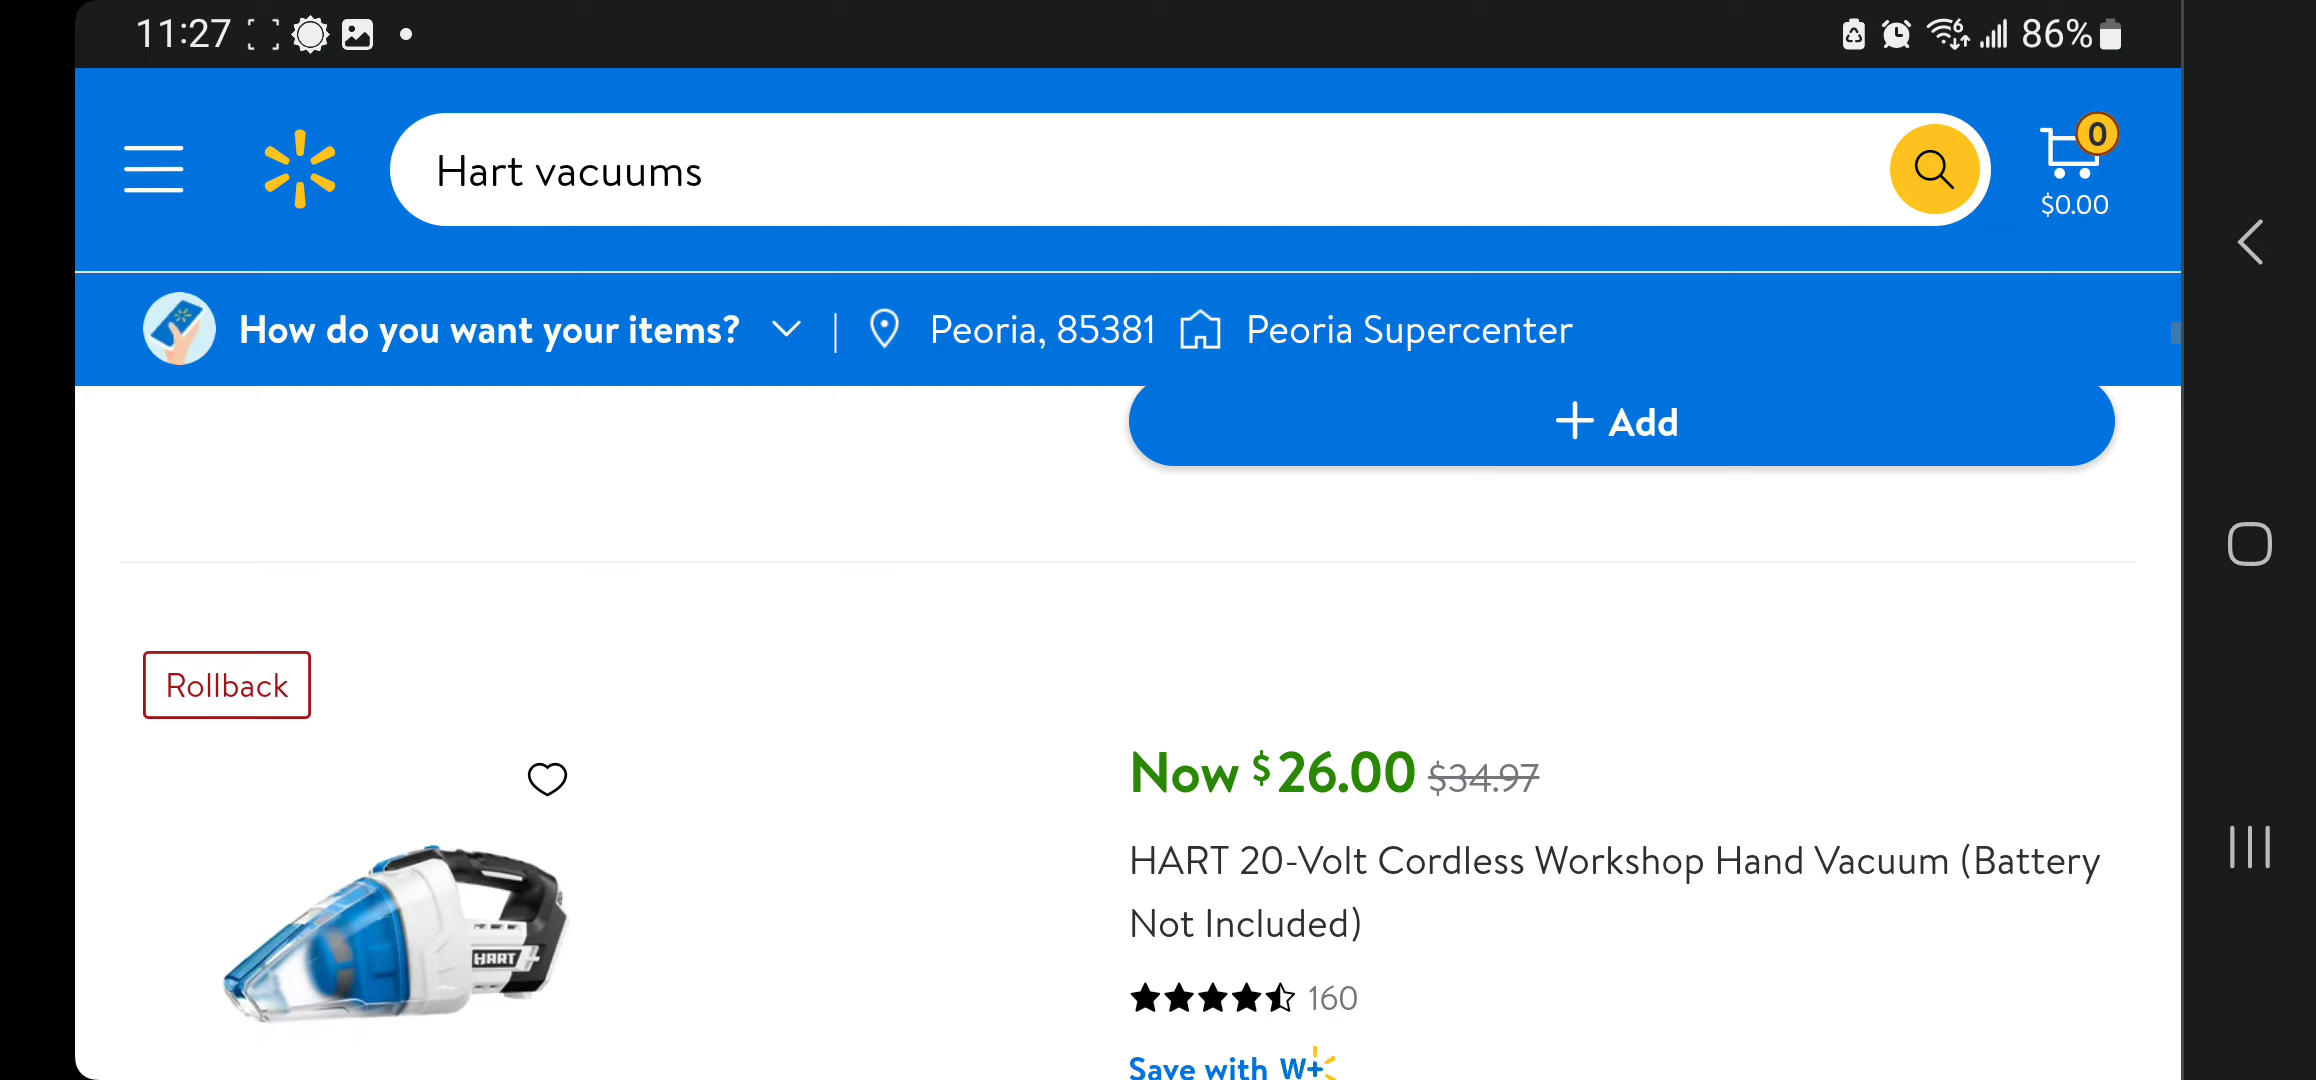 11:27
86%
Hart vacuums
0
$0.00
How do you want your items?
Peoria, 85381
Peoria Supercenter
+ Add
Rollback
Now $26.00 $34.97
HART 20-Volt Cordless Workshop Hand Vacuum (Battery
Not Included)
HART
160
Save with W+